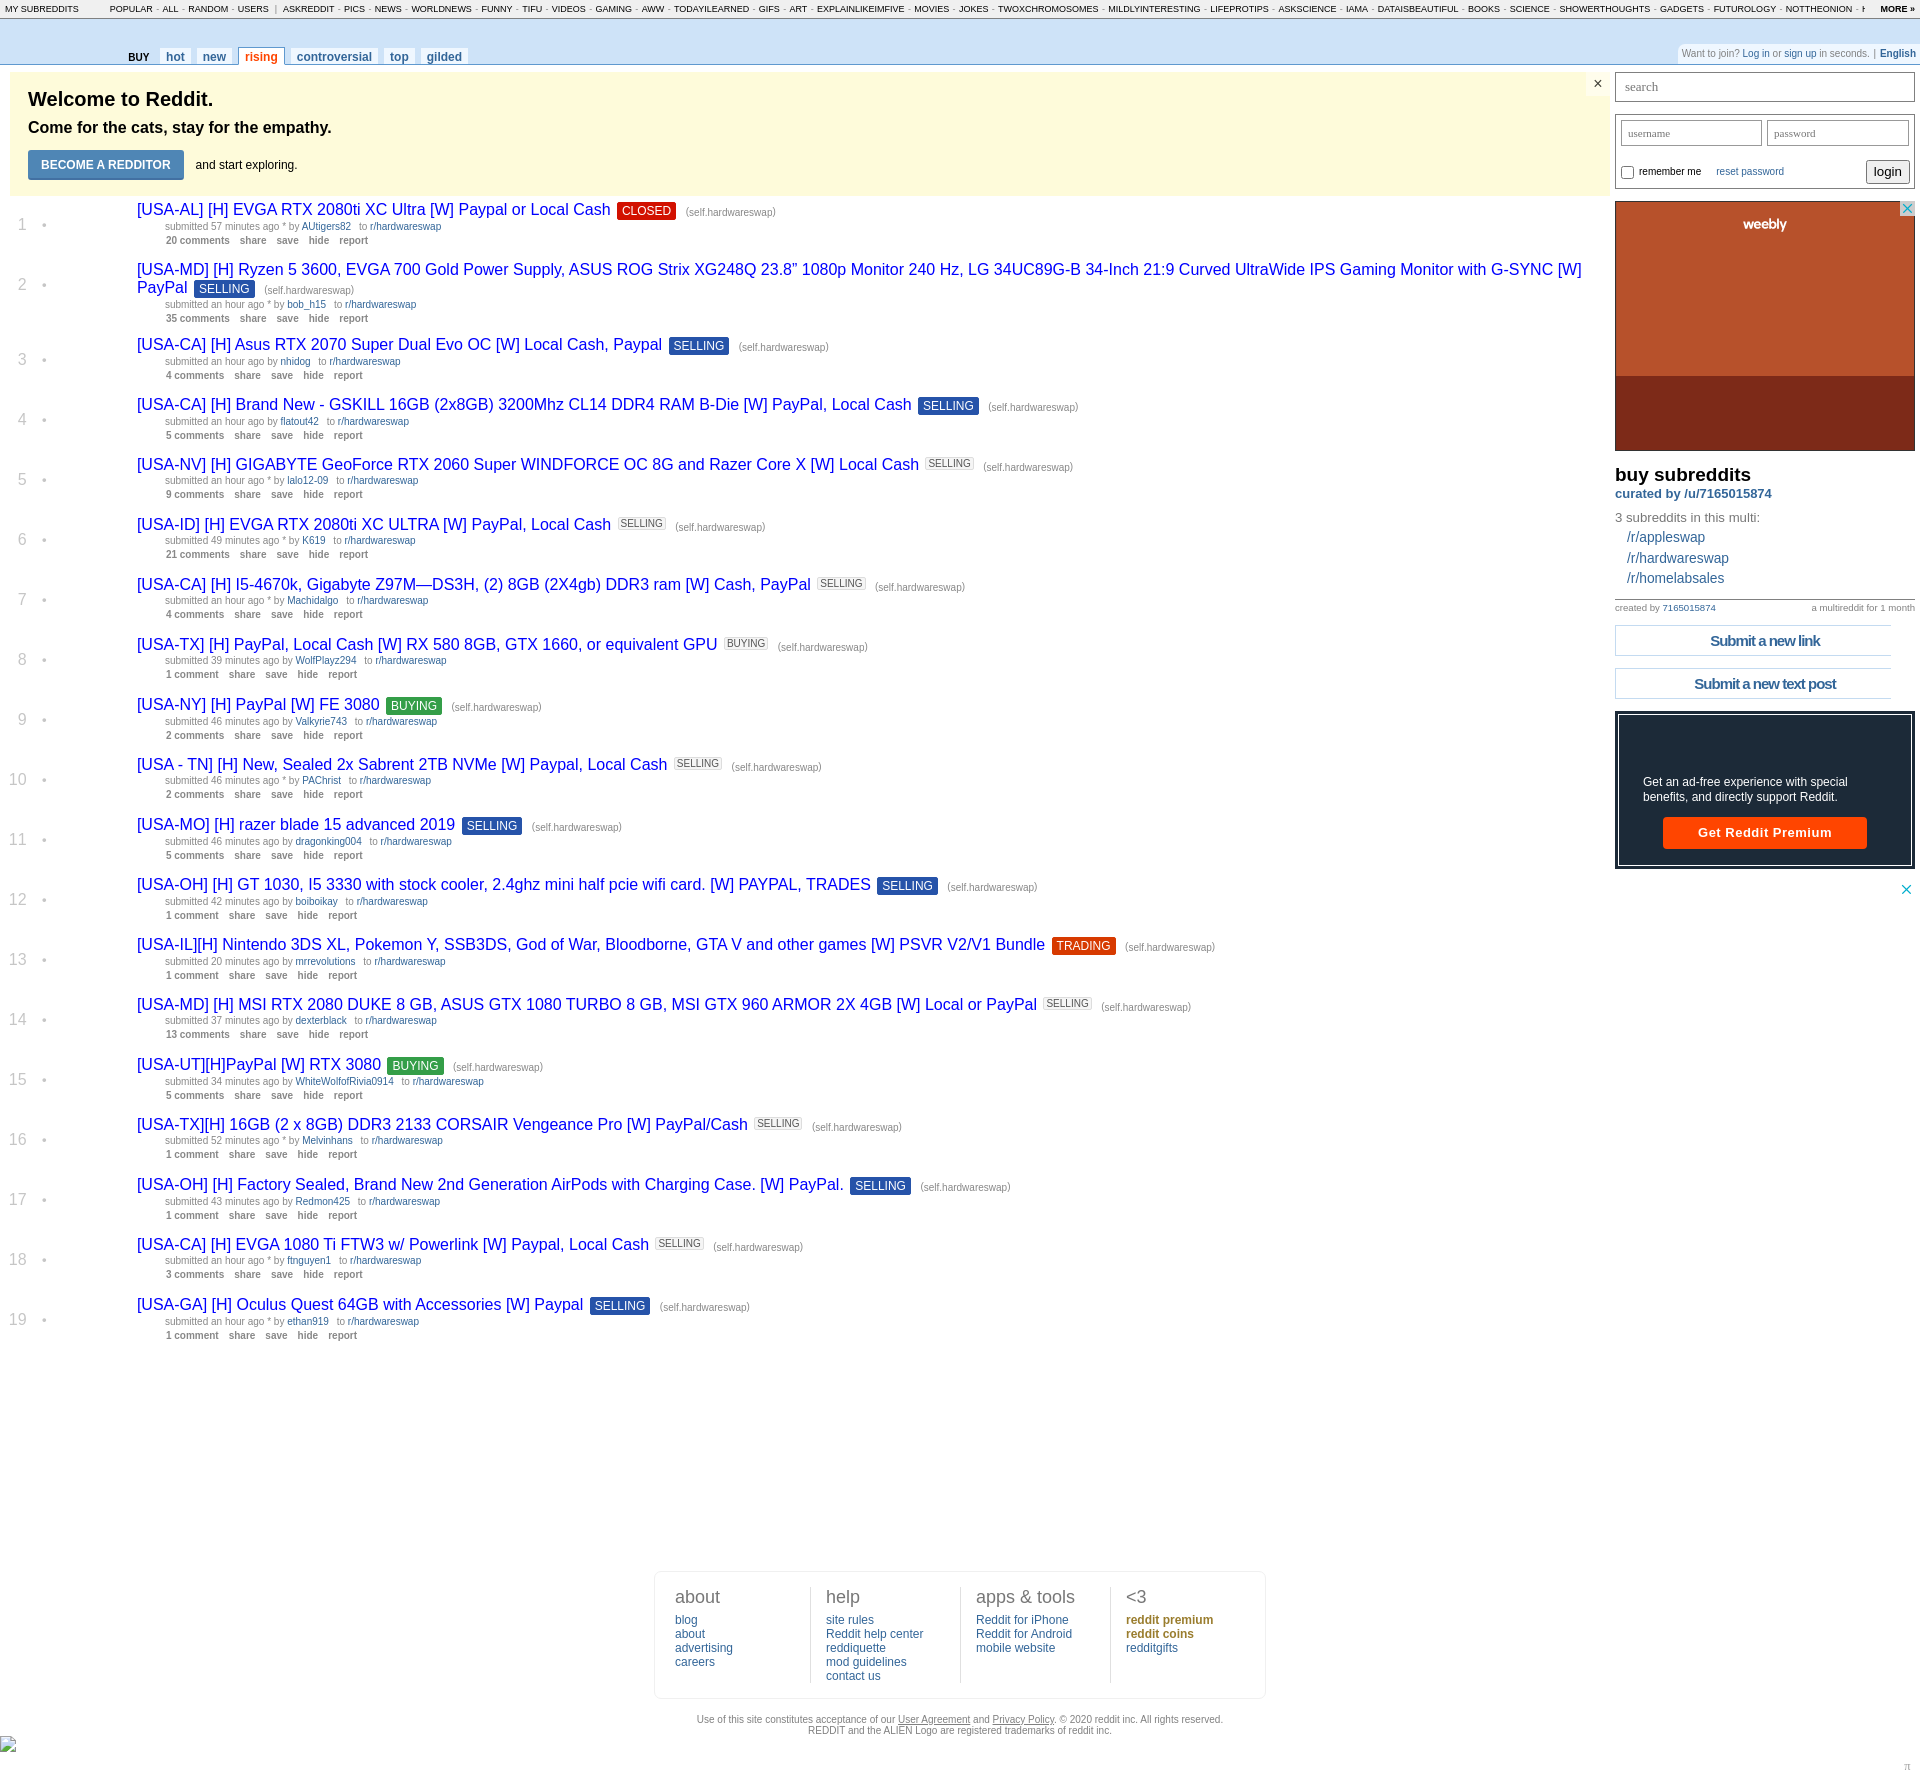 MY SUBREDDITS POPULAR - ALL - RANDOM - USERS | ASKREDDIT - PICS - NEWS - WORLDNEWS - FUNNY - TIFU - VIDEOS - GAMING - AWW - TODAYILEARNED - GIFS - ART - EXPLAINLIKEIMFIVE - MOVIES - JOKES - TWOXCHROMOSOMES - MILDLYINTERESTING - LIFEPROTIPS - ASKSCIENCE - IAMA - DATAISBEAUTIFUL - BOOKS - SCIENCE - SHOWERTHOUGHTS - GADGETS - FUTUROLOGY - NOTTHEONION - MORE »
BUY hot new rising controversial top gilded
Want to join? Log in or sign up in seconds. | English
Welcome to Reddit.
Come for the cats, stay for the empathy.
BECOME A REDDITOR and start exploring.
×
1 • [USA-AL] [H] EVGA RTX 2080ti XC Ultra [W] Paypal or Local Cash CLOSED (self.hardwareswap)
submitted 57 minutes ago * by AUtigers82 to r/hardwareswap
20 comments share save hide report
2 • [USA-MD] [H] Ryzen 5 3600, EVGA 700 Gold Power Supply, ASUS ROG Strix XG248Q 23.8” 1080p Monitor 240 Hz, LG 34UC89G-B 34-Inch 21:9 Curved UltraWide IPS Gaming Monitor with G-SYNC [W]
PayPal SELLING (self.hardwareswap)
submitted an hour ago * by bob_h15 to r/hardwareswap
35 comments share save hide report
3 • [USA-CA] [H] Asus RTX 2070 Super Dual Evo OC [W] Local Cash, Paypal SELLING (self.hardwareswap)
submitted an hour ago by nhidog to r/hardwareswap
4 comments share save hide report
4 • [USA-CA] [H] Brand New - GSKILL 16GB (2x8GB) 3200Mhz CL14 DDR4 RAM B-Die [W] PayPal, Local Cash SELLING (self.hardwareswap)
submitted an hour ago by flatout42 to r/hardwareswap
5 comments share save hide report
5 • [USA-NV] [H] GIGABYTE GeoForce RTX 2060 Super WINDFORCE OC 8G and Razer Core X [W] Local Cash SELLING (self.hardwareswap)
submitted an hour ago * by lalo12-09 to r/hardwareswap
9 comments share save hide report
6 • [USA-ID] [H] EVGA RTX 2080ti XC ULTRA [W] PayPal, Local Cash SELLING (self.hardwareswap)
submitted 49 minutes ago * by K619 to r/hardwareswap
21 comments share save hide report
7 • [USA-CA] [H] I5-4670k, Gigabyte Z97M—DS3H, (2) 8GB (2X4gb) DDR3 ram [W] Cash, PayPal SELLING (self.hardwareswap)
submitted an hour ago * by Machidalgo to r/hardwareswap
4 comments share save hide report
8 • [USA-TX] [H] PayPal, Local Cash [W] RX 580 8GB, GTX 1660, or equivalent GPU BUYING (self.hardwareswap)
submitted 39 minutes ago by WolfPlayz294 to r/hardwareswap
1 comment share save hide report
9 • [USA-NY] [H] PayPal [W] FE 3080 BUYING (self.hardwareswap)
submitted 46 minutes ago by Valkyrie743 to r/hardwareswap
2 comments share save hide report
10 • [USA - TN] [H] New, Sealed 2x Sabrent 2TB NVMe [W] Paypal, Local Cash SELLING (self.hardwareswap)
submitted 46 minutes ago * by PAChrist to r/hardwareswap
2 comments share save hide report
11 • [USA-MO] [H] razer blade 15 advanced 2019 SELLING (self.hardwareswap)
submitted 46 minutes ago by dragonking004 to r/hardwareswap
5 comments share save hide report
12 • [USA-OH] [H] GT 1030, I5 3330 with stock cooler, 2.4ghz mini half pcie wifi card. [W] PAYPAL, TRADES SELLING (self.hardwareswap)
submitted 42 minutes ago by boiboikay to r/hardwareswap
1 comment share save hide report
13 • [USA-IL][H] Nintendo 3DS XL, Pokemon Y, SSB3DS, God of War, Bloodborne, GTA V and other games [W] PSVR V2/V1 Bundle TRADING (self.hardwareswap)
submitted 20 minutes ago by mrrevolutions to r/hardwareswap
1 comment share save hide report
14 • [USA-MD] [H] MSI RTX 2080 DUKE 8 GB, ASUS GTX 1080 TURBO 8 GB, MSI GTX 960 ARMOR 2X 4GB [W] Local or PayPal SELLING (self.hardwareswap)
submitted 37 minutes ago by dexterblack to r/hardwareswap
13 comments share save hide report
15 • [USA-UT][H]PayPal [W] RTX 3080 BUYING (self.hardwareswap)
submitted 34 minutes ago by WhiteWolfofRivia0914 to r/hardwareswap
5 comments share save hide report
16 • [USA-TX][H] 16GB (2 x 8GB) DDR3 2133 CORSAIR Vengeance Pro [W] PayPal/Cash SELLING (self.hardwareswap)
submitted 52 minutes ago * by Melvinhans to r/hardwareswap
1 comment share save hide report
17 • [USA-OH] [H] Factory Sealed, Brand New 2nd Generation AirPods with Charging Case. [W] PayPal. SELLING (self.hardwareswap)
submitted 43 minutes ago by Redmon425 to r/hardwareswap
1 comment share save hide report
18 • [USA-CA] [H] EVGA 1080 Ti FTW3 w/ Powerlink [W] Paypal, Local Cash SELLING (self.hardwareswap)
submitted an hour ago * by ftnguyen1 to r/hardwareswap
3 comments share save hide report
19 • [USA-GA] [H] Oculus Quest 64GB with Accessories [W] Paypal SELLING (self.hardwareswap)
submitted an hour ago * by ethan919 to r/hardwareswap
1 comment share save hide report
search
username password
remember me reset password login
weebly
buy subreddits
curated by /u/7165015874
3 subreddits in this multi:
/r/appleswap
/r/hardwareswap
/r/homelabsales
created by 7165015874 a multireddit for 1 month
Submit a new link
Submit a new text post
Get an ad-free experience with special
benefits, and directly support Reddit.
Get Reddit Premium
about
blog
about
advertising
careers
help
site rules
Reddit help center
reddiquette
mod guidelines
contact us
apps & tools
Reddit for iPhone
Reddit for Android
mobile website
<3
reddit premium
reddit coins
redditgifts
Use of this site constitutes acceptance of our User Agreement and Privacy Policy. © 2020 reddit inc. All rights reserved.
REDDIT and the ALIEN Logo are registered trademarks of reddit inc.
π